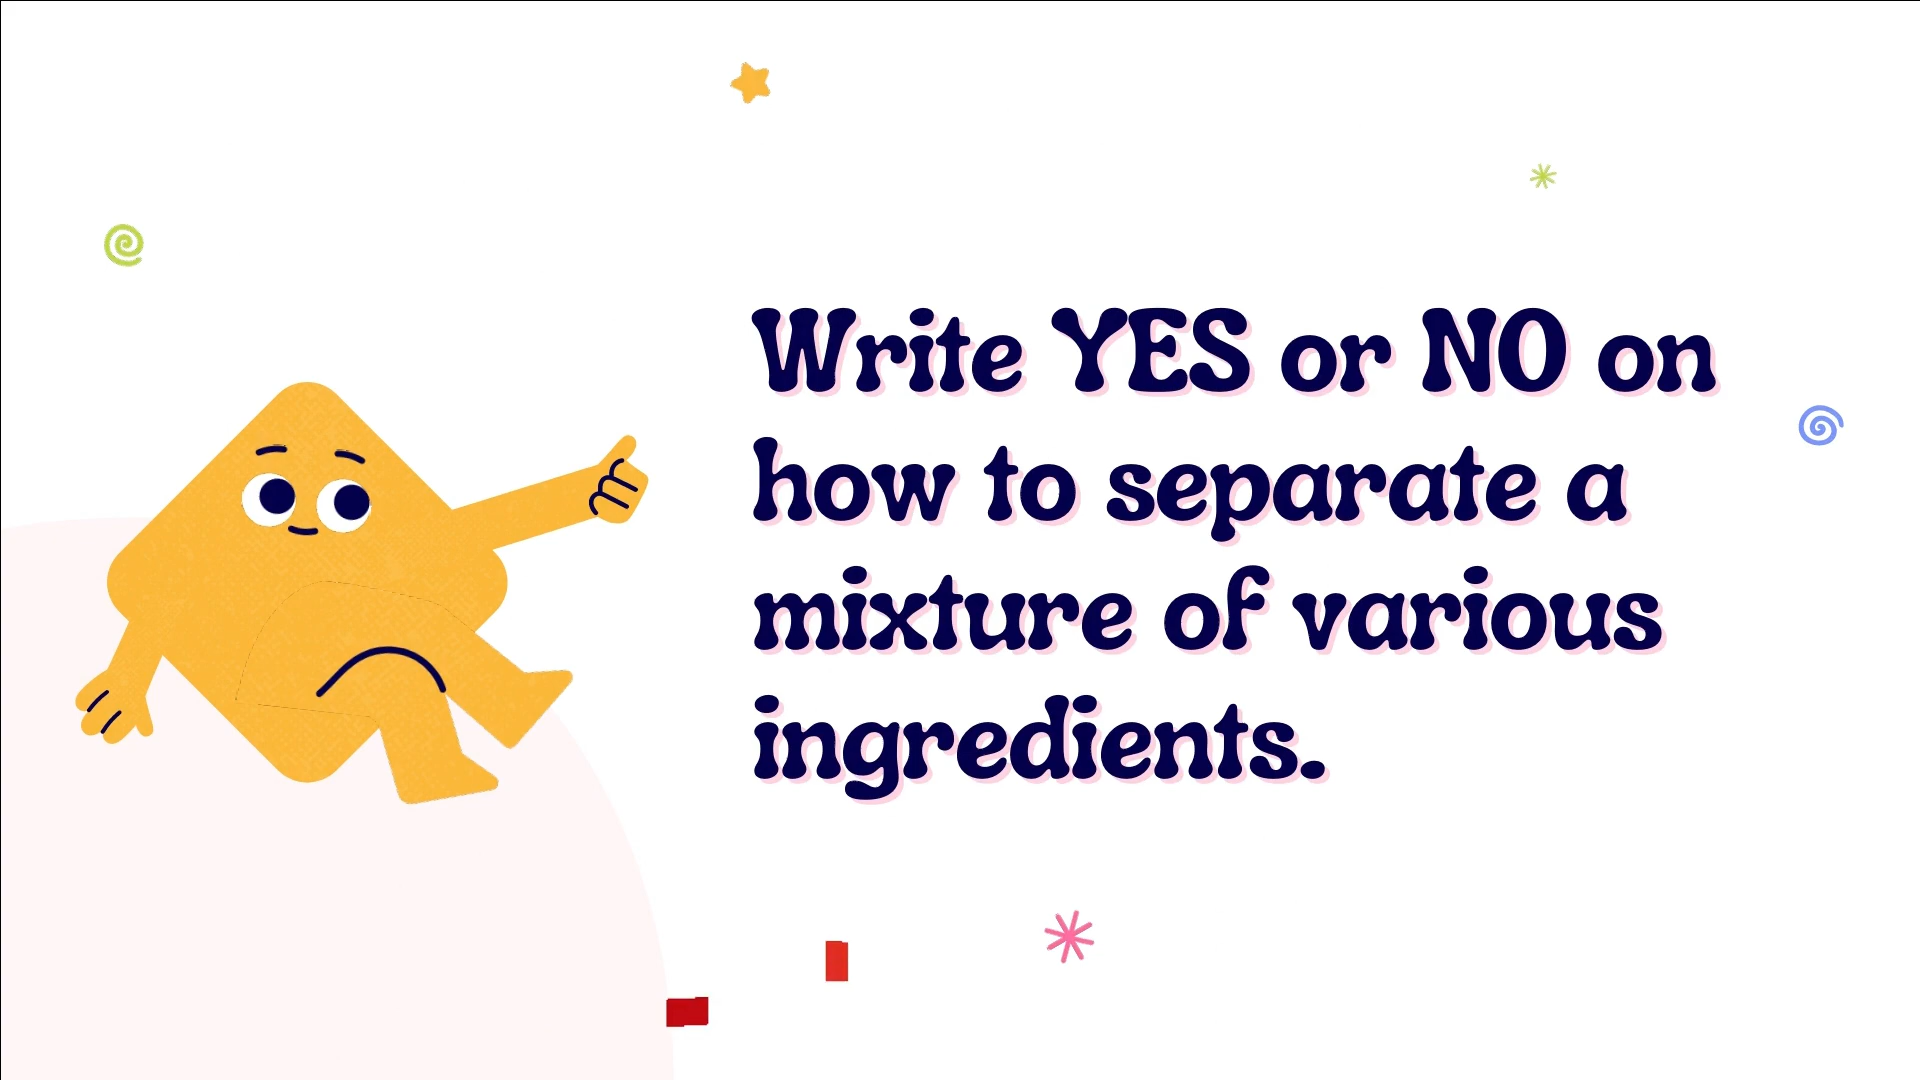 Write YES or NO on
how to separate a
mixture of various
ingredients.